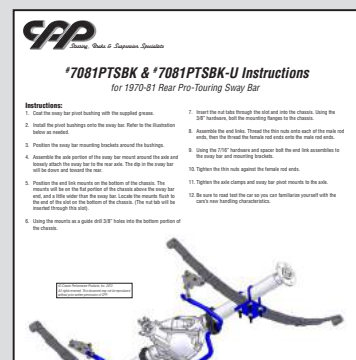 CPP
Steering, Brake & Suspension Specialists
#7081PTSBK & #7081PTSBK-U Instructions
for 1970-81 Rear Pro-Touring Sway Bar
Instructions:
1. Coat the sway bar pivot bushing with the supplied grease.
2. Install the pivot bushings onto the sway bar. Refer to the illustration
below as needed.
3. Position the sway bar mounting brackets around the bushings.
4. Assemble the axle portion of the sway bar mount around the axle and
loosely attach the sway bar to the rear axle. The dip in the sway bar
will be down and toward the rear.
5. Position the end link mounts on the bottom of the chassis. The
mounts will be on the flat portion of the chassis above the sway bar
end, and a little wider than the sway bar. Locate the mounts flush to
the end of the slot on the bottom of the chassis. (The nut tab will be
inserted through this slot).
6. Using the mounts as a guide drill 3/8" holes into the bottom portion of
the chassis.
7. Insert the nut tabs through the slot and into the chassis. Using the
3/8" hardware, bolt the mounting flanges to the chassis.
8. Assemble the end links. Thread the thin nuts onto each of the male rod
ends, then thread the female rod ends onto the male rod ends.
9. Using the 7/16" hardware and spacer bolt the end link assemblies to
the sway bar and mounting brackets.
10. Tighten the thin nuts against the female rod ends.
11. Tighten the axle clamps and sway bar pivot mounts to the axle.
12. Be sure to road test the car so you can familiarize yourself with the
cars's new handling characteristics.